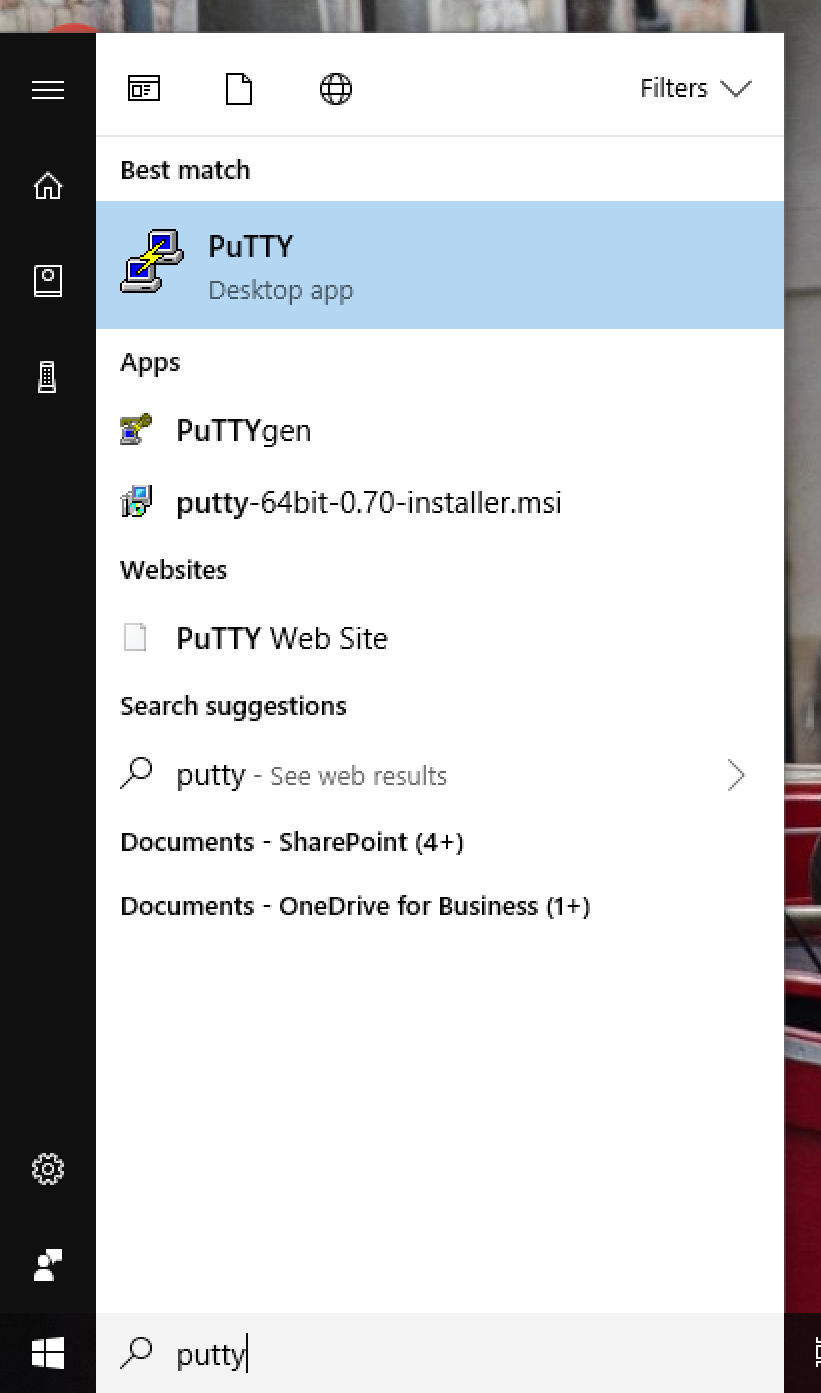 Filters
Best match
PuTTY
Desktop app
Apps
PuTTYgen
putty-64bit-0.70-installer.msi
Websites
PuTTY Web Site
Search suggestions
putty - See web results
Documents - SharePoint (4+)
Documents - OneDrive for Business (1+)
putty